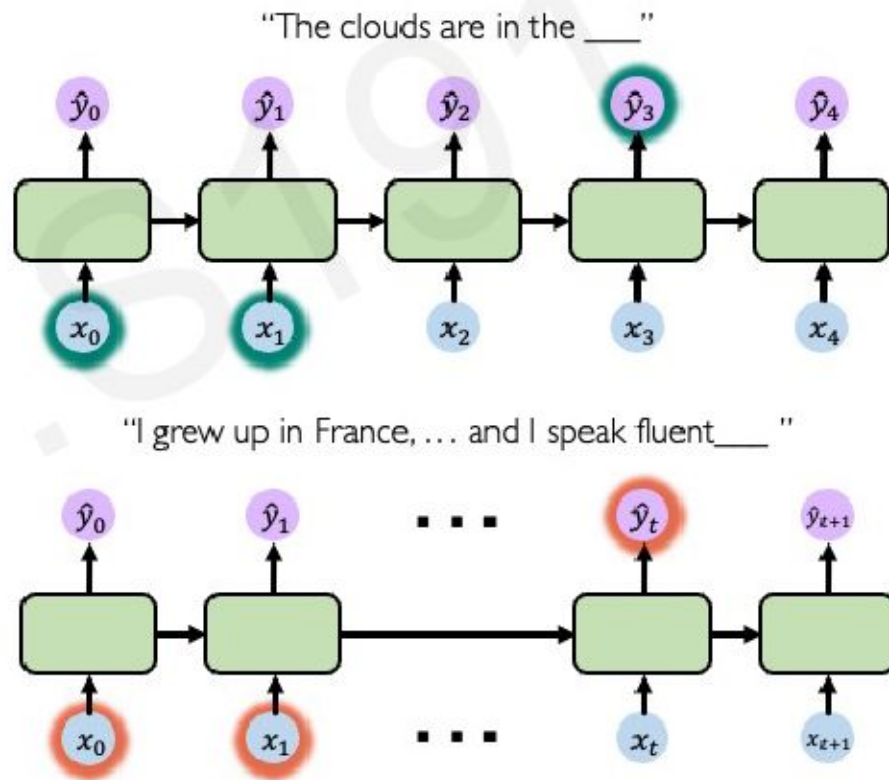 “The clouds are in the ___”
ŷ₀ ŷ₁ ŷ₂ ŷ₃ ŷ₄
x₀ x₁ x₂ x₃ x₄
“I grew up in France, … and I speak fluent___ ”
ŷ₀ ŷ₁ ... ŷₜ ŷₜ₊₁
x₀ x₁ ... xₜ xₜ₊₁